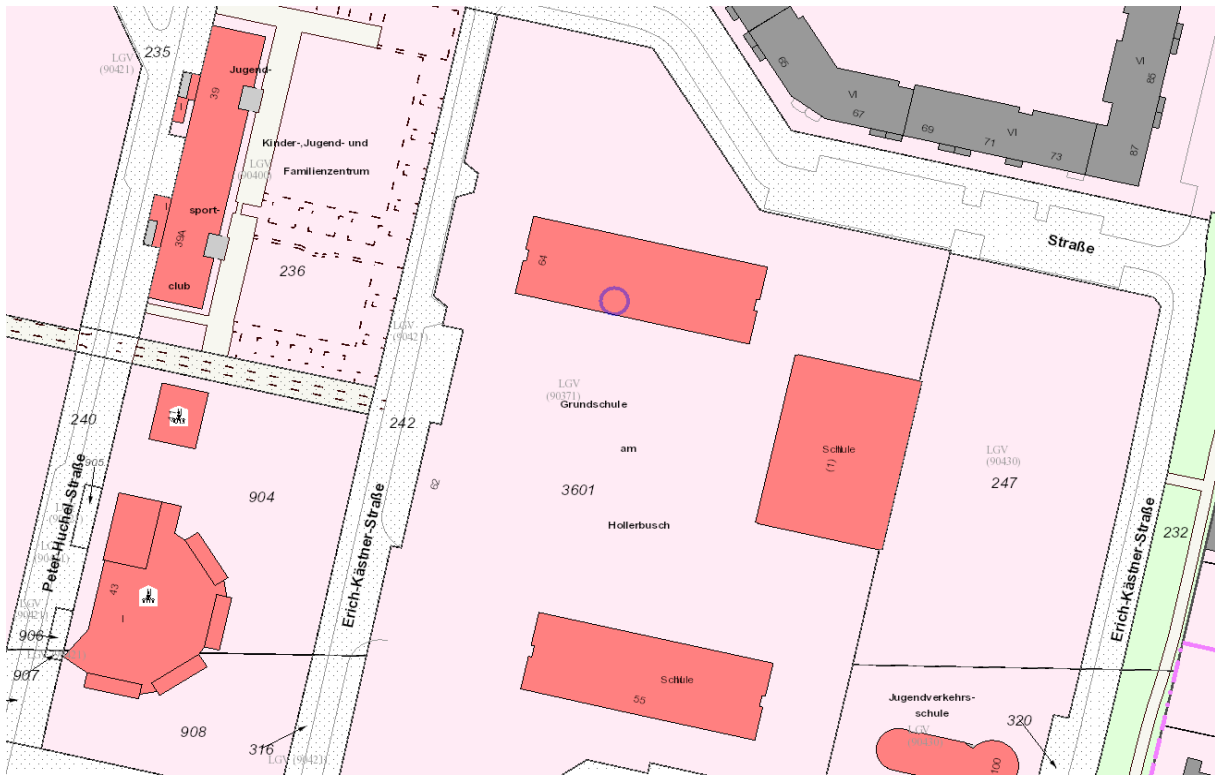 235
LGV
(90421)
Jugend-
39
I
Kinder-,Jugend- und
Familienzentrum
LGV
(90400)
I
sport-
39A
club
236
LGV
(90421)
65
VI
67
69
VI
71
73
VI
85
87
Straße
64
LGV
(90371)
Grundschule
am
3601
Hollerbusch
Schule
(1)
LGV
(90430)
247
232
240
905
904
242
62
Peter-Huchel-Straße
Erich-Kästner-Straße
Erich-Kästner-Straße
43
I
LGV
(90421)
906
907
908
316
LGV (90421)
Schule
55
Jugendverkehrs-
schule
LGV
320
100